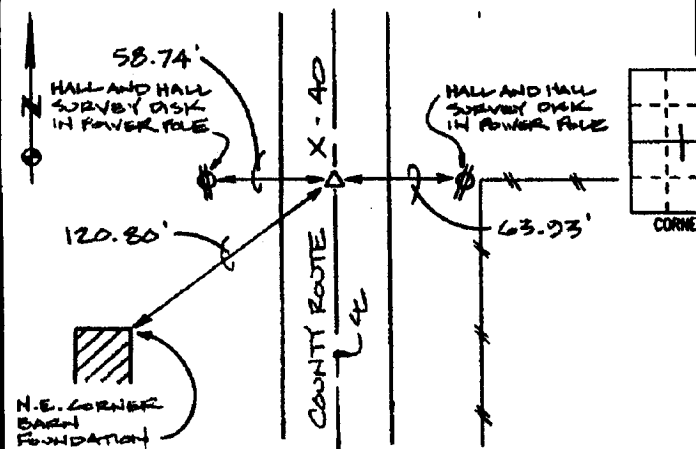 58.74'
HALL AND HALL
SURVEY DISK
IN POWER POLE
N
COUNTY ROUTE X-40
HALL AND HALL
SURVEY DISK
IN POWER POLE
120.80'
63.93'
CORNE
℄
N.E. CORNER
BARN
FOUNDATION